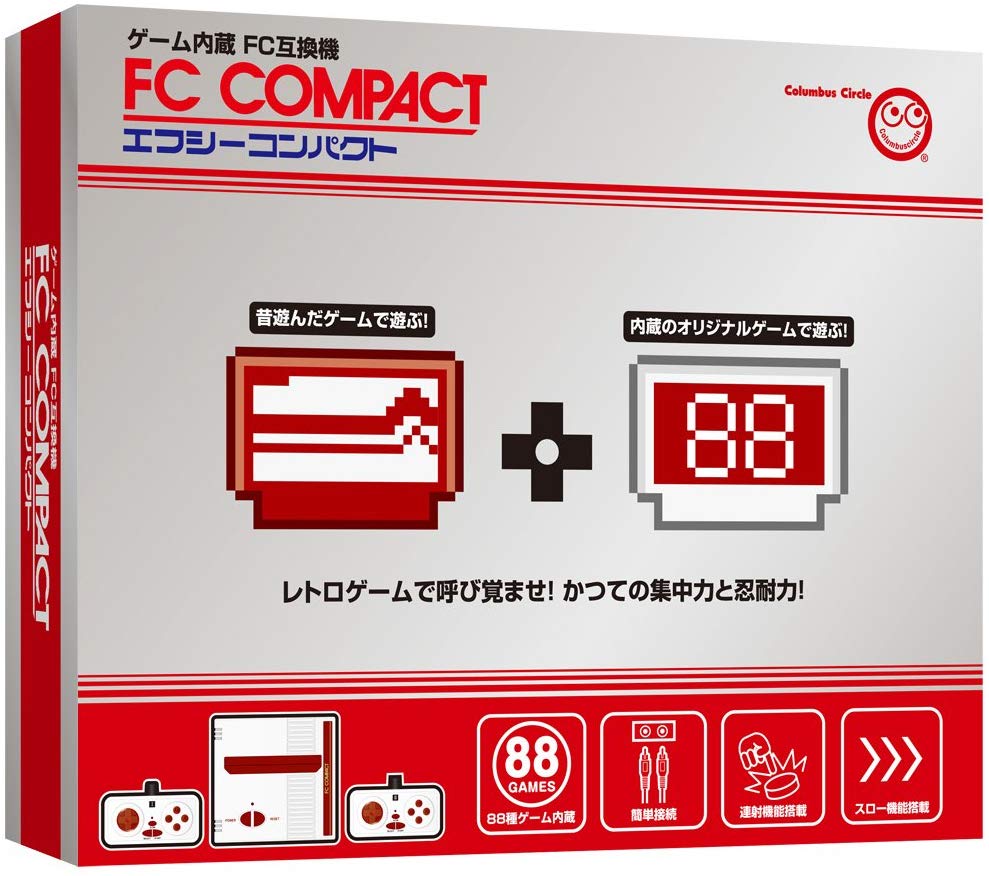 ゲーム内蔵 FC互換機
FC COMPACT
エフシーコンパクト
Columbus Circle
Columbuscircle
®
ゲーム内蔵 FC互換機
FC COMPACT
エフシーコンパクト
昔遊んだゲームで遊ぶ!
内蔵のオリジナルゲームで遊ぶ!
88
レトロゲームで呼び覚ませ! かつての集中力と忍耐力!
FC COMPACT
POWER
RESET
88
GAMES
88種ゲーム内蔵
簡単接続
連射機能搭載
スロー機能搭載